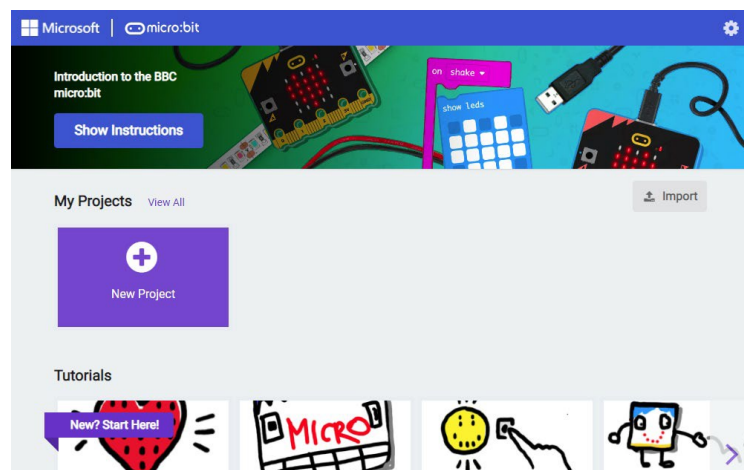 Microsoft micro:bit
Introduction to the BBC
micro:bit
on shake
show leds
Show Instructions
My Projects View All
Import
New Project
Tutorials
New? Start Here!
MICRO